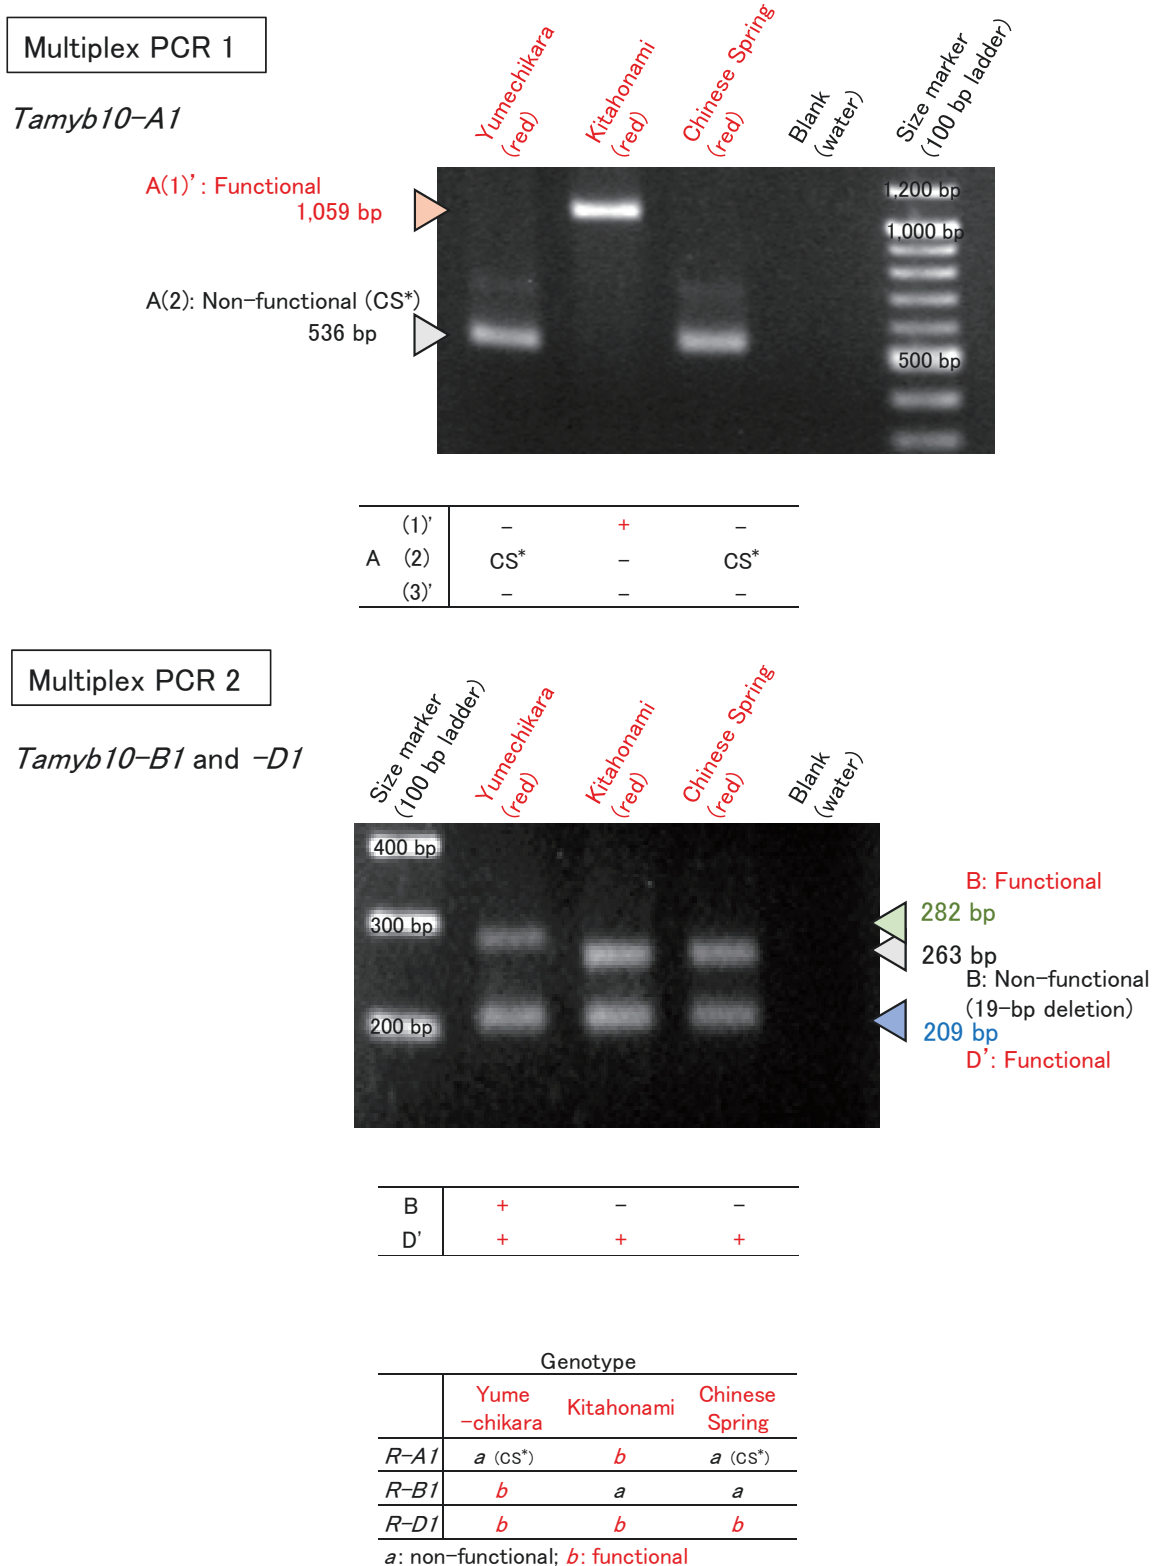 Multiplex PCR 1
Tamyb10-A1
Yumechikara
(red)
Kitahonami
(red)
Chinese Spring
(red)
Blank
(water)
Size marker
(100 bp ladder)
A(1)’: Functional
1,059 bp
A(2): Non-functional (CS*)
536 bp
1,200 bp
1,000 bp
500 bp
(1)’ – + –
A (2) CS* – CS*
(3)’ – – –
Multiplex PCR 2
Tamyb10-B1 and -D1
Size marker
(100 bp ladder)
Yumechikara
(red)
Kitahonami
(red)
Chinese Spring
(red)
Blank
(water)
400 bp
300 bp
200 bp
B: Functional
282 bp
263 bp
B: Non-functional
(19-bp deletion)
209 bp
D’: Functional
B + – –
D’ + + +
Genotype
Yume
-chikara
Kitahonami
Chinese
Spring
R-A1 a (CS*) b a (CS*)
R-B1 b a a
R-D1 b b b
a: non-functional; b: functional